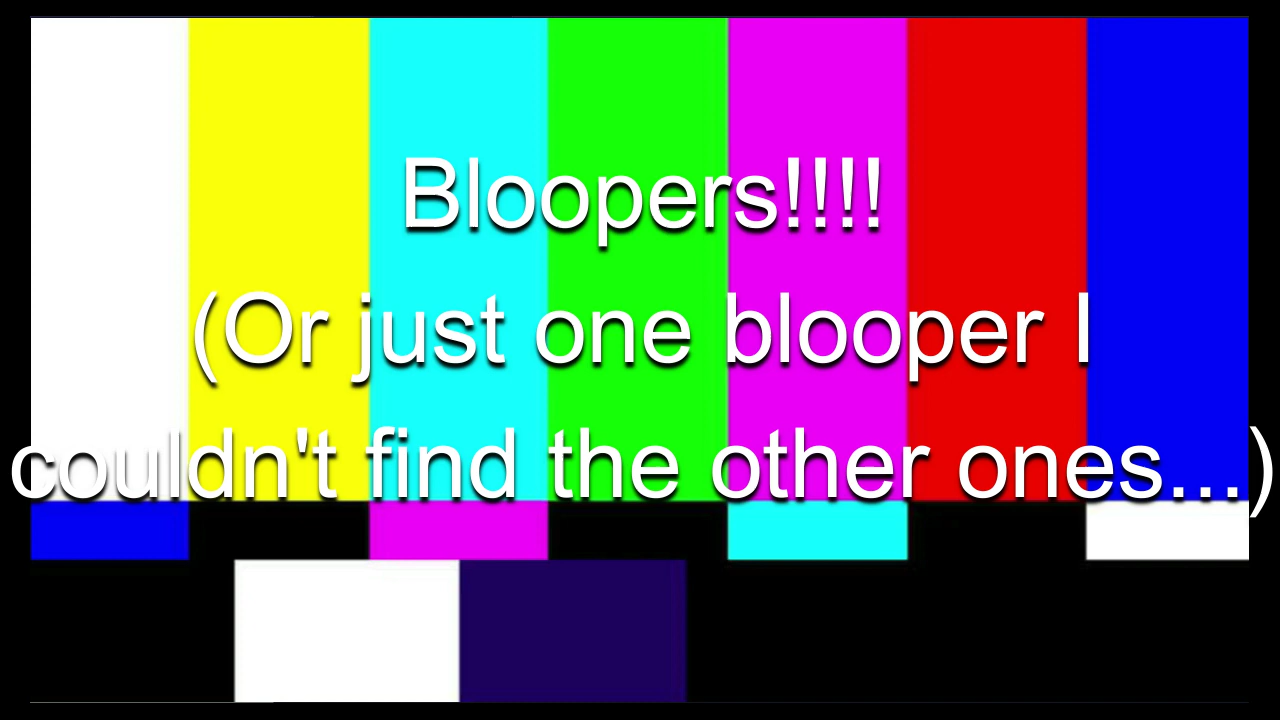 Bloopers!!!!
(Or just one blooper I
couldn't find the other ones...)